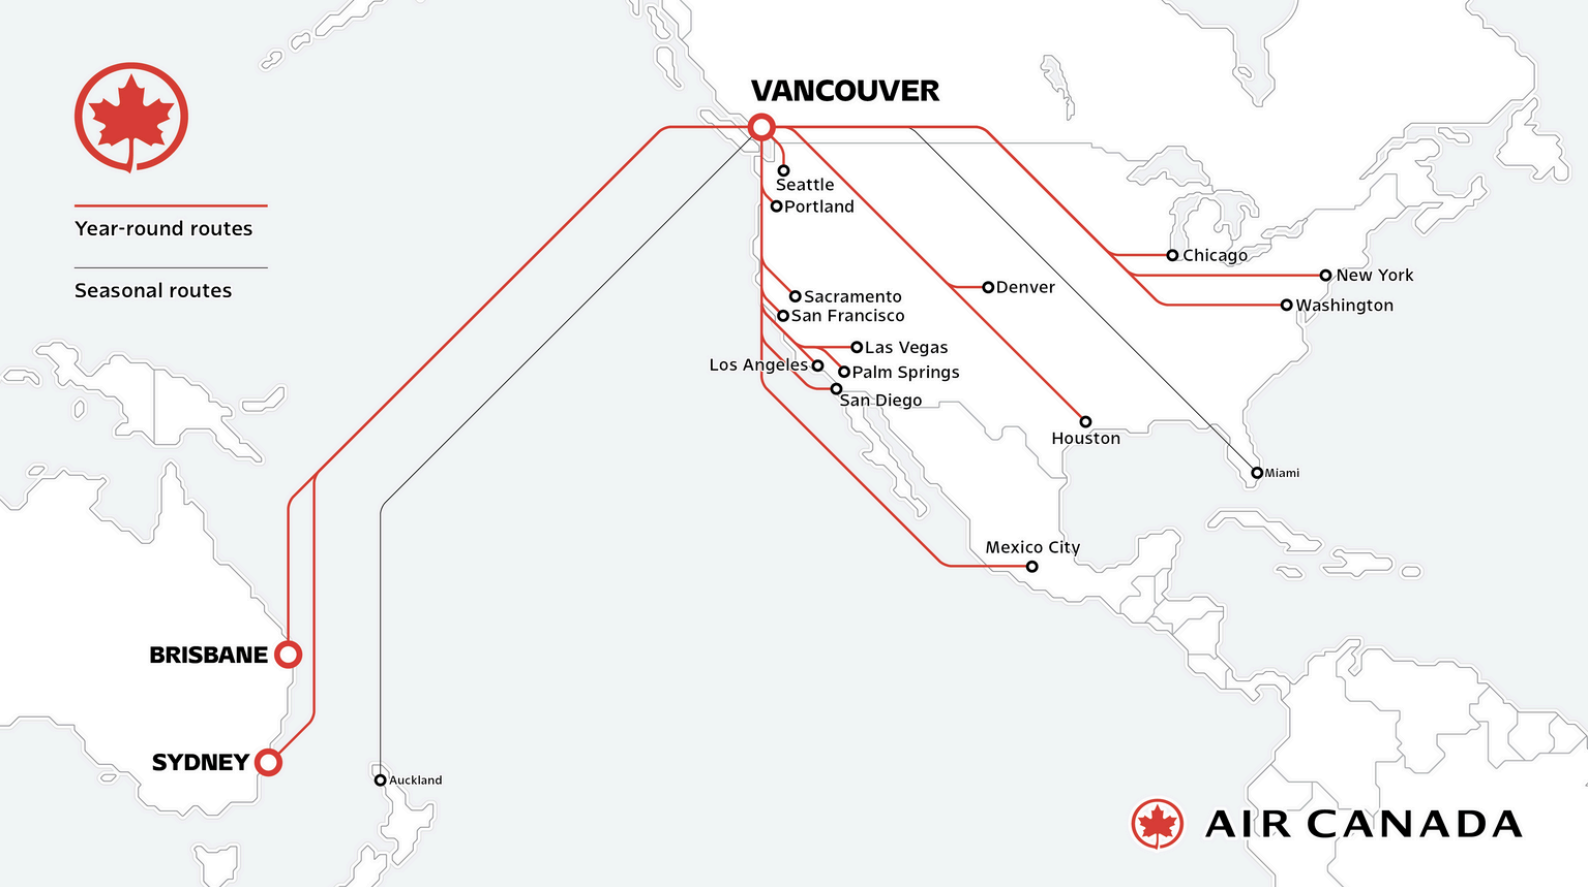 VANCOUVER
Year-round routes
Seasonal routes
Seattle
Portland
Chicago
New York
Washington
Denver
Sacramento
San Francisco
Las Vegas
Los Angeles
Palm Springs
San Diego
Houston
Miami
Mexico City
BRISBANE
SYDNEY
Auckland
AIR CANADA